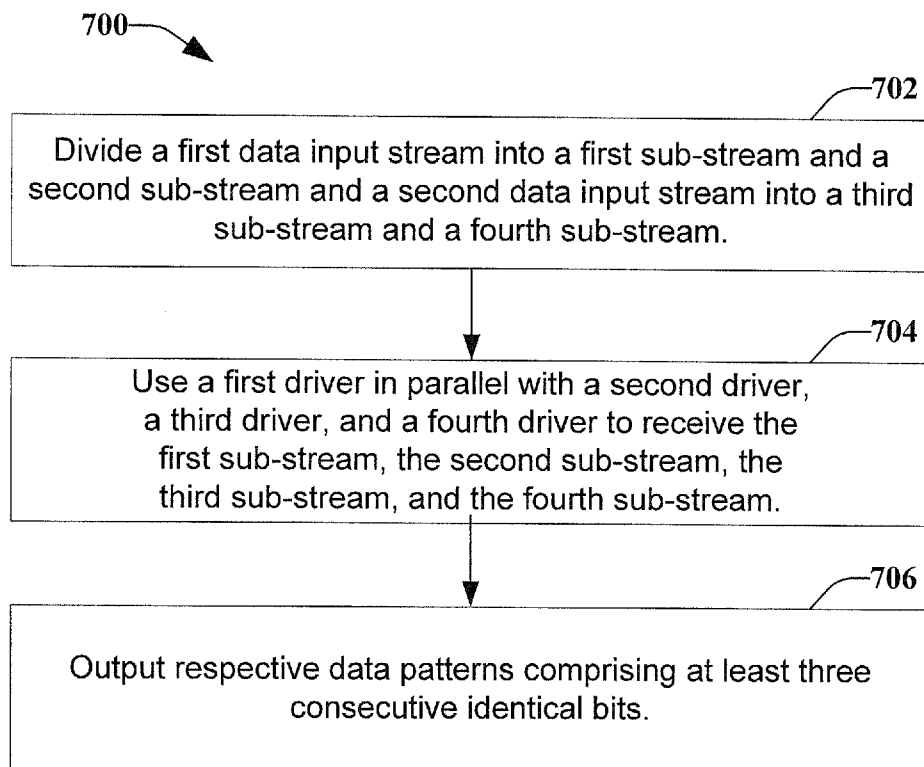 700
702
Divide a first data input stream into a first sub-stream and a
second sub-stream and a second data input stream into a third
sub-stream and a fourth sub-stream.
704
Use a first driver in parallel with a second driver,
a third driver, and a fourth driver to receive the
first sub-stream, the second sub-stream, the
third sub-stream, and the fourth sub-stream.
706
Output respective data patterns comprising at least three
consecutive identical bits.